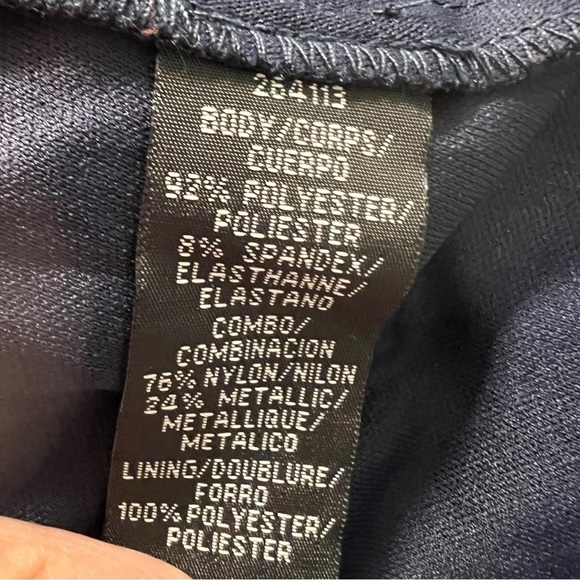 264113
BODY/CORPS/
CUERPO
92% POLYESTER/
POLIESTER
8% SPANDEX/
ELASTHANNE/
ELASTANO
COMBO/
COMBINACION
76% NYLON/NILON
24% METALLIC/
METALLIQUE/
METALICO
LINING/DOUBLURE/
FORRO
100% POLYESTER/
POLIESTER